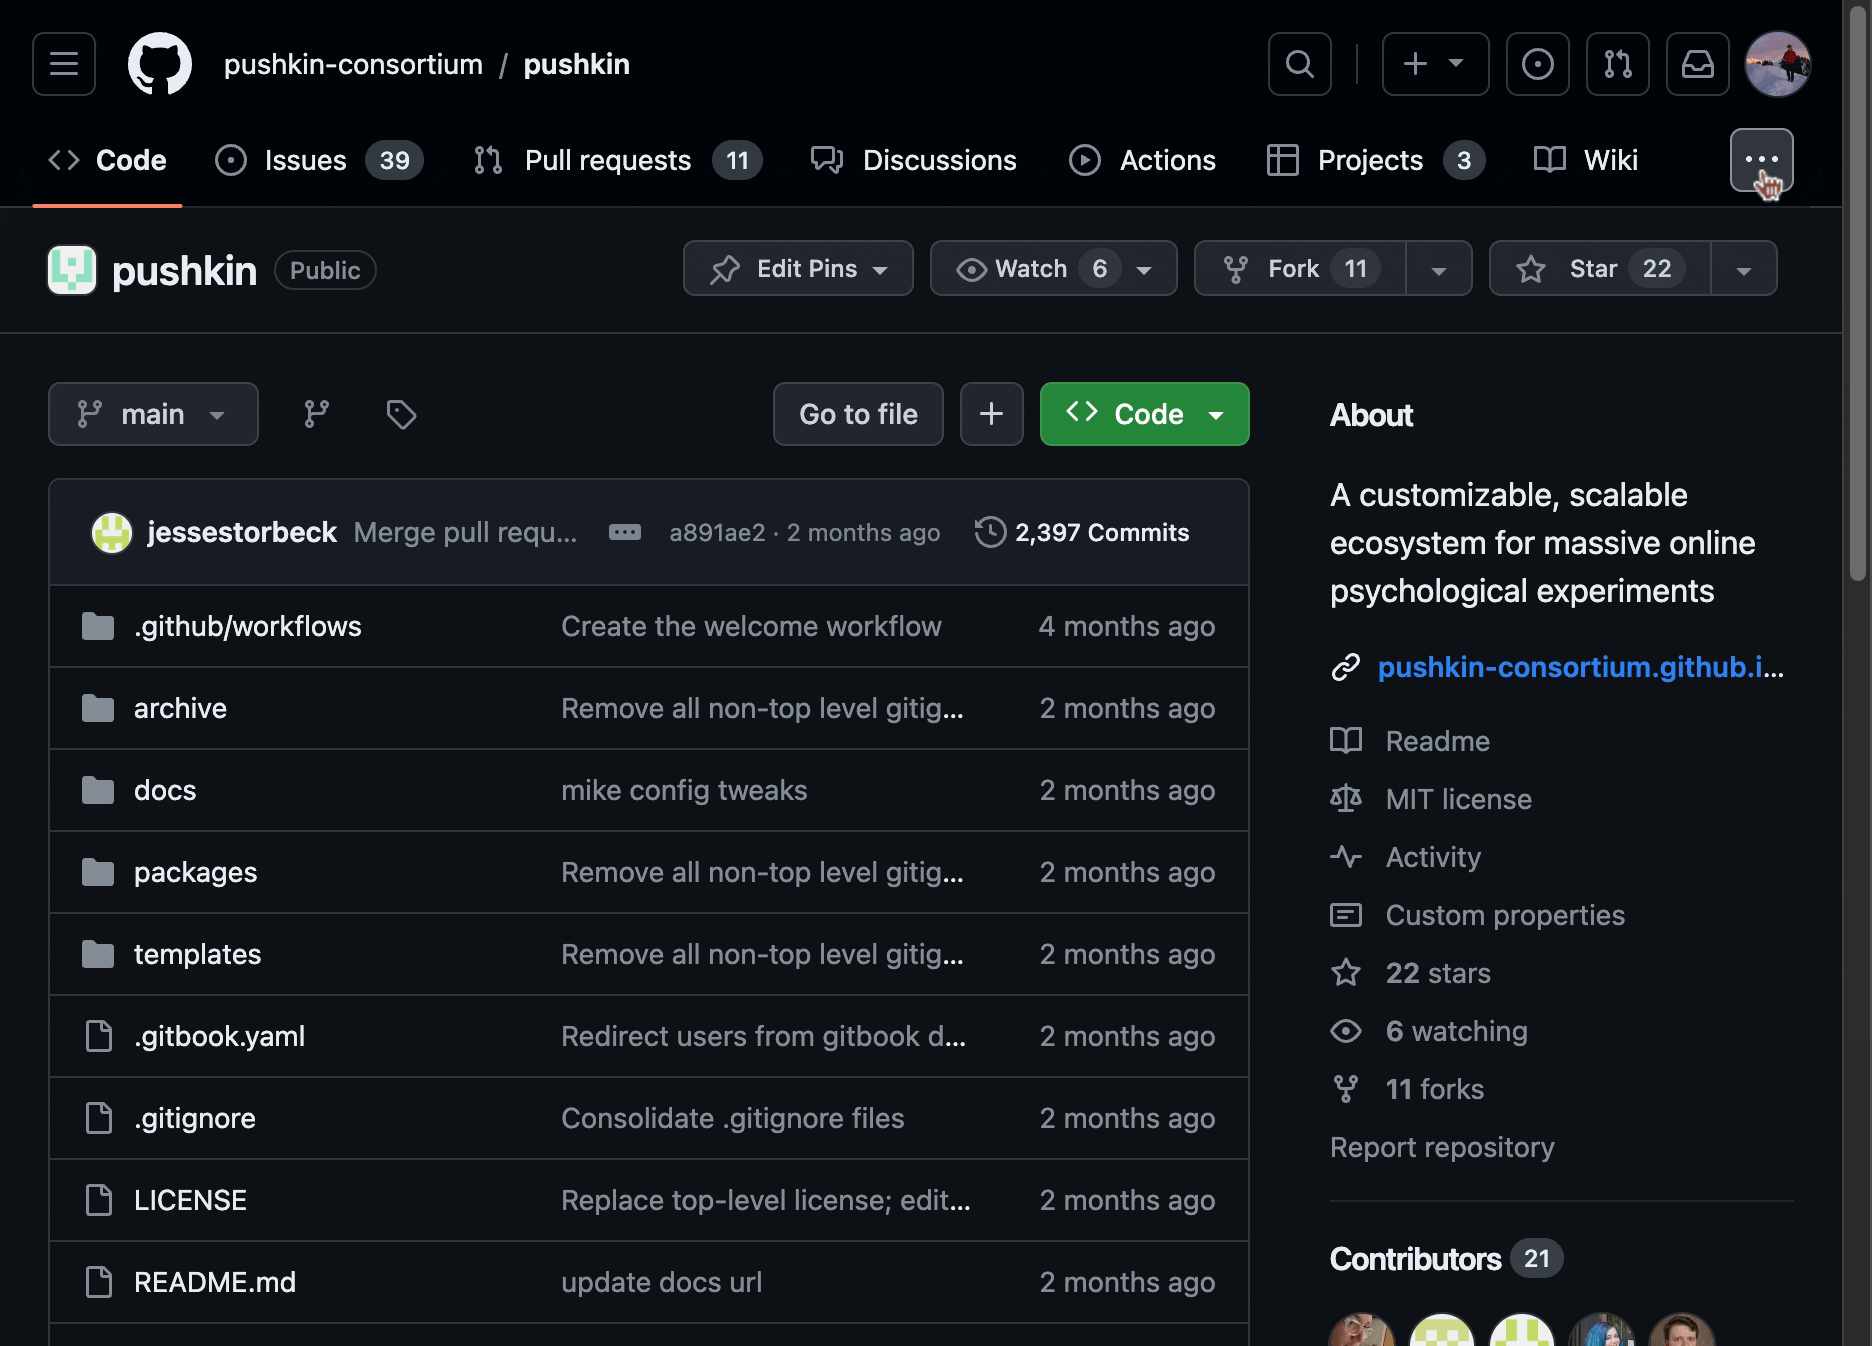 pushkin-consortium / pushkin
Code Issues 39 Pull requests 11 Discussions Actions Projects 3 Wiki
pushkin Public Edit Pins Watch 6 Fork 11 Star 22
main Go to file Code
jessestorbeck Merge pull requ... a891ae2 · 2 months ago 2,397 Commits
.github/workflows Create the welcome workflow 4 months ago
archive Remove all non-top level gitig... 2 months ago
docs mike config tweaks 2 months ago
packages Remove all non-top level gitig... 2 months ago
templates Remove all non-top level gitig... 2 months ago
.gitbook.yaml Redirect users from gitbook d... 2 months ago
.gitignore Consolidate .gitignore files 2 months ago
LICENSE Replace top-level license; edit... 2 months ago
README.md update docs url 2 months ago
About
A customizable, scalable
ecosystem for massive online
psychological experiments
pushkin-consortium.github.i...
Readme
MIT license
Activity
Custom properties
22 stars
6 watching
11 forks
Report repository
Contributors 21